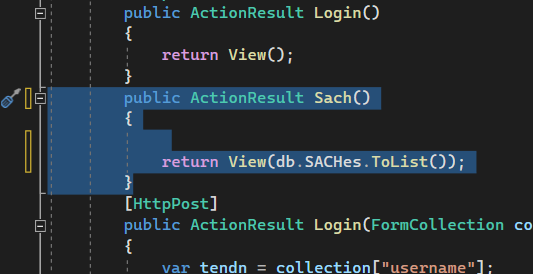 public ActionResult Login()
{
return View();
}
public ActionResult Sach()
{
return View(db.SACHes.ToList());
}
[HttpPost]
public ActionResult Login(FormCollection co
{
var tendn = collection["username"];